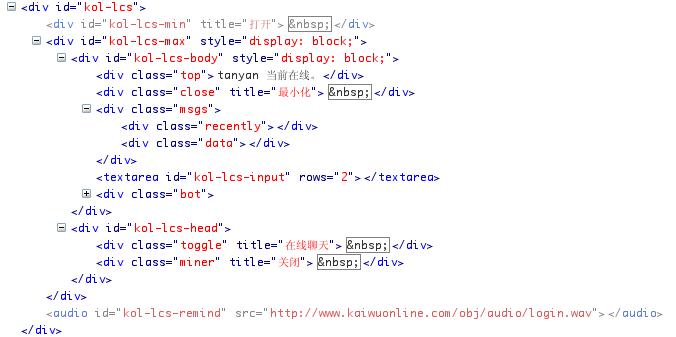 <div id="kol-lcs">
<div id="kol-lcs-min" title="打开">&nbsp;</div>
<div id="kol-lcs-max" style="display: block;">
<div id="kol-lcs-body" style="display: block;">
<div class="top">tanyan 当前在线。</div>
<div class="close" title="最小化">&nbsp;</div>
<div class="msgs">
<div class="recently"></div>
<div class="data"></div>
</div>
<textarea id="kol-lcs-input" rows="2"></textarea>
<div class="bot">
</div>
<div id="kol-lcs-head">
<div class="toggle" title="在线聊天">&nbsp;</div>
<div class="miner" title="关闭">&nbsp;</div>
</div>
</div>
<audio id="kol-lcs-remind" src="http://www.kaiwuonline.com/obj/audio/login.wav"></audio>
</div>